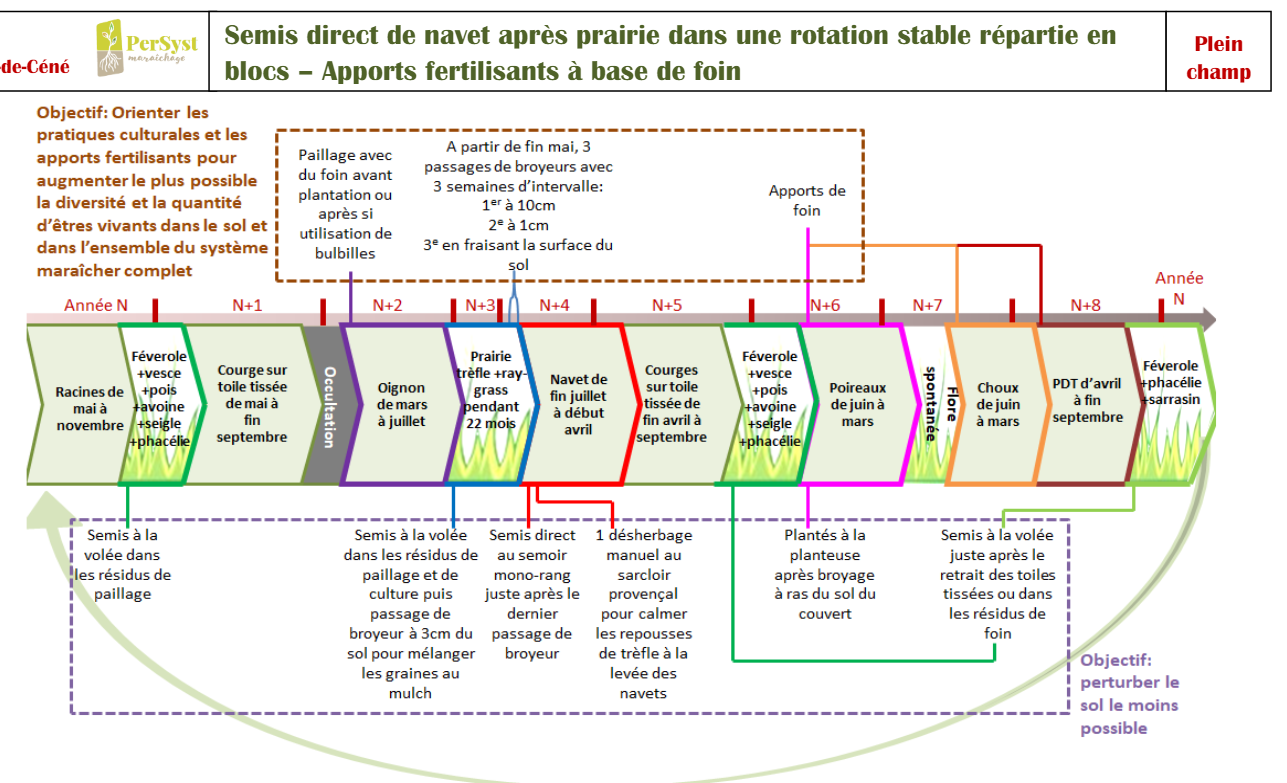 -de-Céné
PerSyst
maraîchage
Semis direct de navet après prairie dans une rotation stable répartie en
blocs – Apports fertilisants à base de foin
Plein
champ
Objectif: Orienter les
pratiques culturales et les
apports fertilisants pour
augmenter le plus possible
la diversité et la quantité
d'êtres vivants dans le sol et
dans l'ensemble du système
maraîcher complet
Paillage avec
du foin avant
plantation ou
après si
utilisation de
bulbilles
A partir de fin mai, 3
passages de broyeurs avec
3 semaines d'intervalle:
1er à 10cm
2e à 1cm
3e en fraisant la surface du
sol
Apports de
foin
Année N
N+1
N+2
N+3
N+4
N+5
N+6
N+7
N+8
Année
N
Racines de
mai à
novembre
Féverole
+vesce
+pois
+avoine
+seigle
+phacélie
Courge sur
toile tissée
de mai à
fin
septembre
Occultation
Oignon
de mars
à juillet
Prairie
trèfle +ray-
grass
pendant
22 mois
Navet de
fin juillet
à début
avril
Courges
sur toile
tissée de
fin avril à
septembre
Féverole
+vesce
+pois
+avoine
+seigle
+phacélie
Poireaux
de juin à
mars
Flore
spontanée
Choux
de juin
à mars
PDT d'avril
à fin
septembre
Féverole
+phacélie
+sarrasin
Semis à la
volée dans
les résidus de
paillage
Semis à la volée
dans les résidus de
paillage et de
culture puis
passage de
broyeur à 3cm du
sol pour mélanger
les graines au
mulch
Semis direct
au semoir
mono-rang
juste après le
dernier
passage de
broyeur
1 désherbage
manuel au
sarcloir
provençal
pour calmer
les repousses
de trèfle à la
levée des
navets
Plantés à la
planteuse
après broyage
à ras du sol du
couvert
Semis à la volée
juste après le
retrait des toiles
tissées ou dans
les résidus de
foin
Objectif:
perturber le
sol le moins
possible